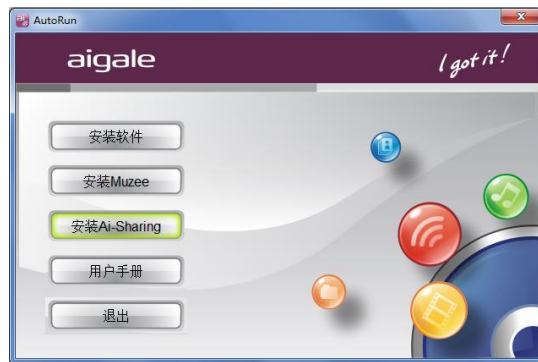 AutoRun
aigale
I got it!
安装软件
安装Muzee
安装Ai-Sharing
用户手册
退出